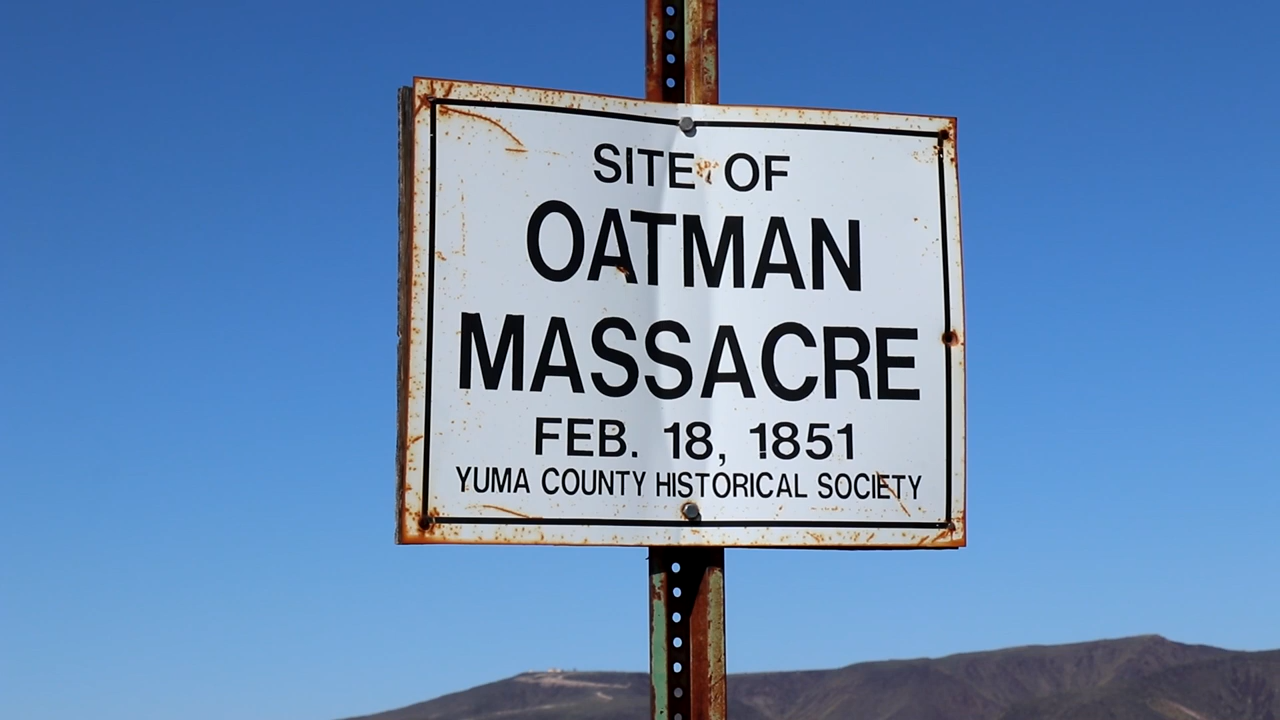 SITE OF
OATMAN
MASSACRE
FEB. 18, 1851
YUMA COUNTY HISTORICAL SOCIETY